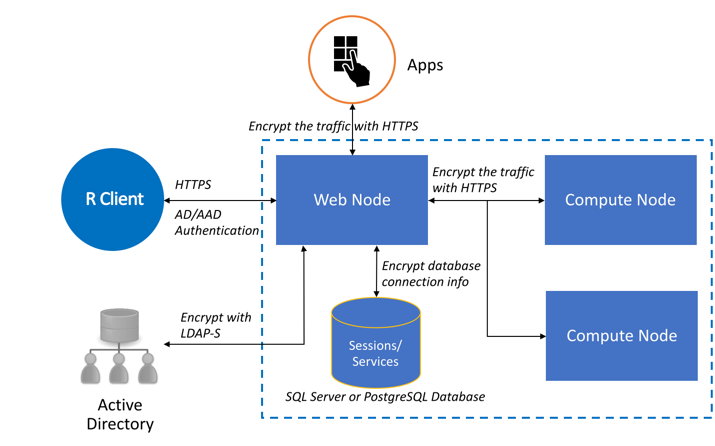 Apps
Encrypt the traffic with HTTPS
R Client
HTTPS
AD/AAD
Authentication
Web Node
Encrypt the traffic
with HTTPS
Compute Node
Encrypt database
connection info
Encrypt with
LDAP-S
Sessions/
Services
Compute Node
SQL Server or PostgreSQL Database
Active
Directory